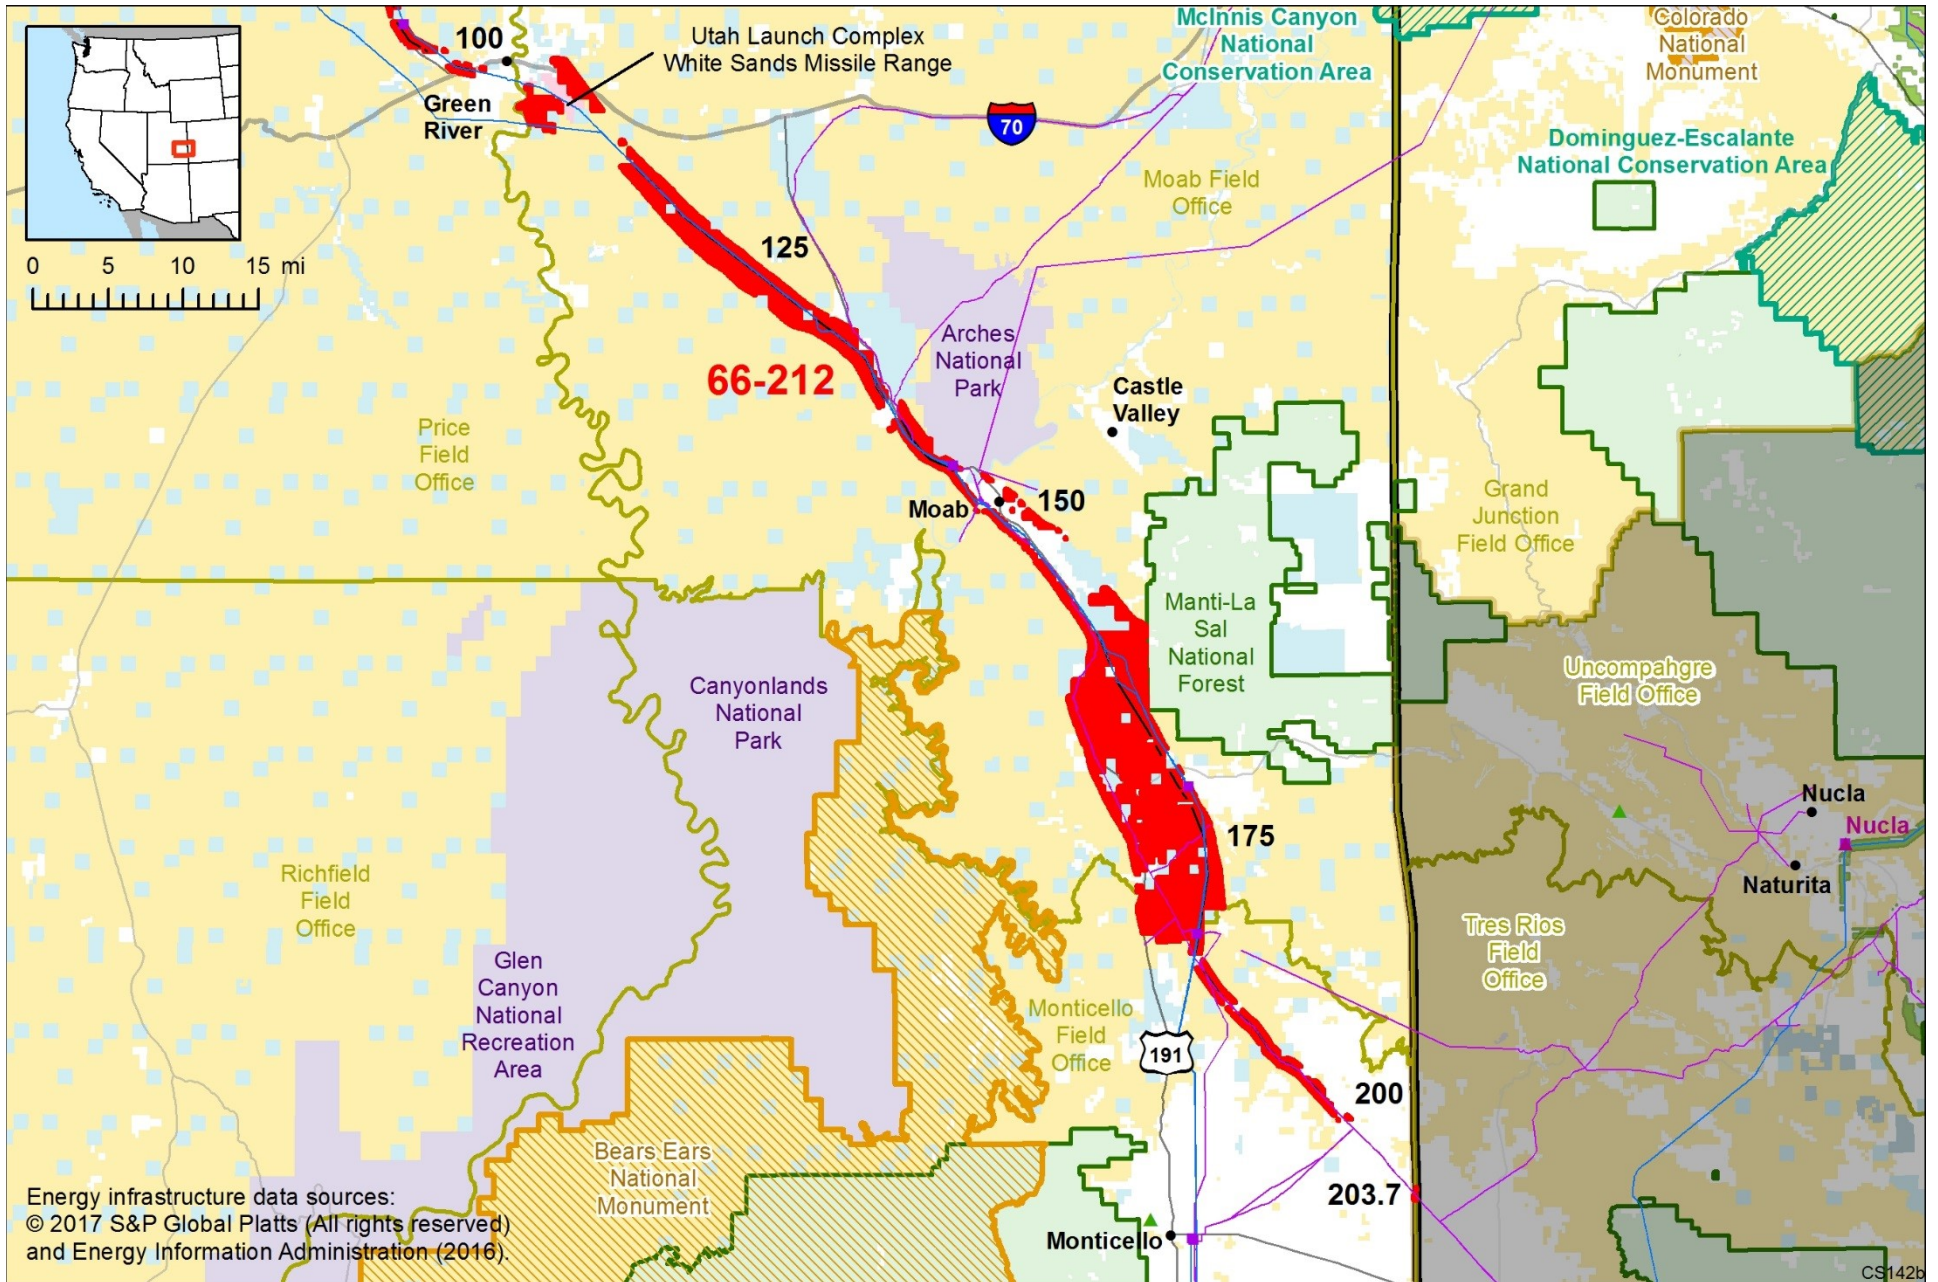 100
Utah Launch Complex
White Sands Missile Range
Green
River
McInnis Canyon
National
Conservation Area
Colorado
National
Monument
70
Dominguez-Escalante
National Conservation Area
Moab Field
Office
0 5 10 15 mi
125
66-212
Arches
National
Park
Castle
Valley
Price
Field
Office
Moab
150
Grand
Junction
Field Office
Manti-La
Sal
National
Forest
Uncompahgre
Field Office
Canyonlands
National
Park
175
Nucla
Nucla
Naturita
Richfield
Field
Office
Tres Rios
Field
Office
Glen
Canyon
National
Recreation
Area
Monticello
Field
Office
191
200
Bears Ears
National
Monument
203.7
Monticello
Energy infrastructure data sources:
© 2017 S&P Global Platts (All rights reserved)
and Energy Information Administration (2016).
CS142b